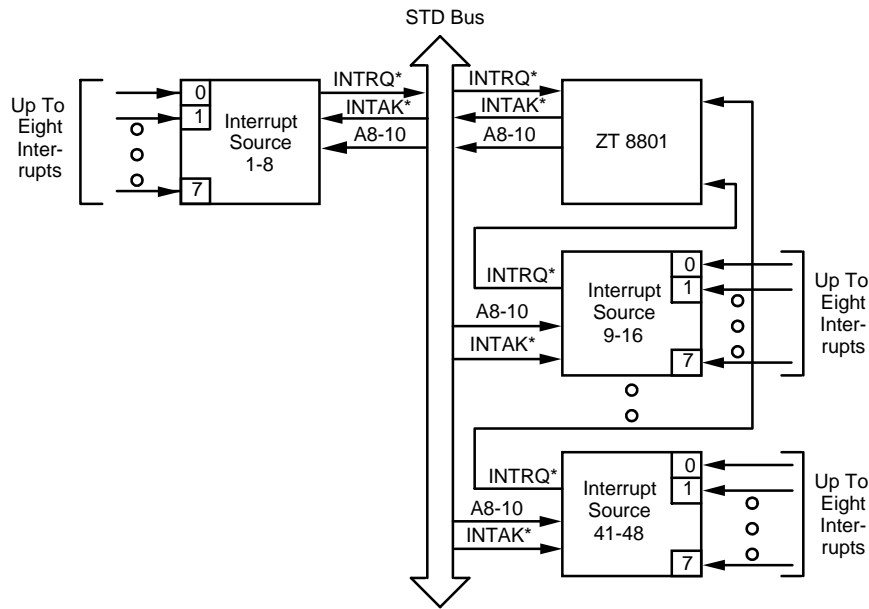 STD Bus
Up To
Eight
Inter-
rupts
0
1
7
Interrupt
Source
1-8
INTRQ*
INTAK*
A8-10
INTRQ*
INTAK*
A8-10
ZT 8801
INTRQ*
A8-10
INTAK*
Interrupt
Source
9-16
0
1
7
Up To
Eight
Inter-
rupts
INTRQ*
A8-10
INTAK*
Interrupt
Source
41-48
0
1
7
Up To
Eight
Inter-
rupts